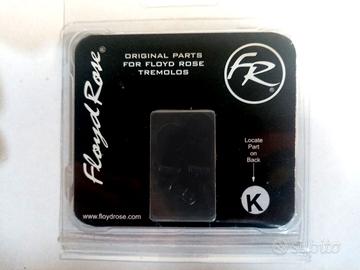 Floyd Rose®
ORIGINAL PARTS
FOR FLOYD ROSE
TREMOLOS
FR®
Locate
Part
on
Back
K
www.floydrose.com
subito